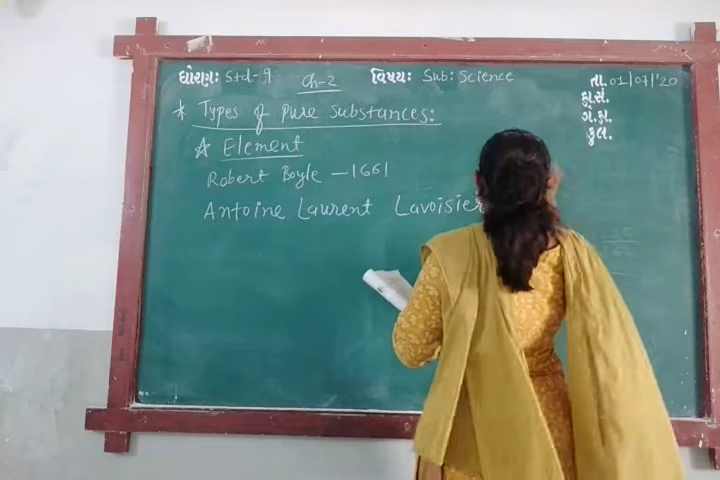 ધોરણ: Std-9 Ch-2 વિષય: Sub: Science તા. 01/07/'20
* Types of Pure Substances: હા.સં.
ગે.હા.
* Element કુલ.
Robert Boyle – 1661
Antoine Laurent Lavoisier